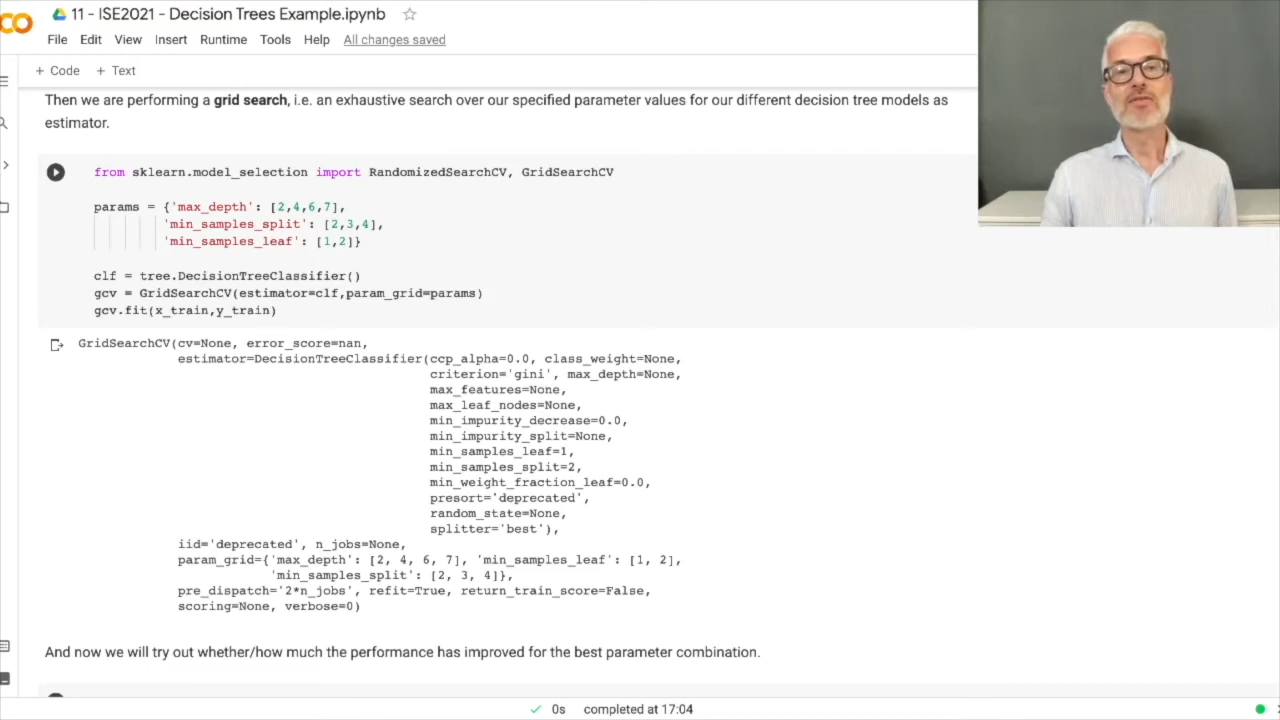 CO
11 - ISE2021 - Decision Trees Example.ipynb
File Edit View Insert Runtime Tools Help All changes saved
+ Code + Text
Then we are performing a grid search, i.e. an exhaustive search over our specified parameter values for our different decision tree models as
estimator.
from sklearn.model_selection import RandomizedSearchCV, GridSearchCV
params = {'max_depth': [2,4,6,7],
'min_samples_split': [2,3,4],
'min_samples_leaf': [1,2]}
clf = tree.DecisionTreeClassifier()
gcv = GridSearchCV(estimator=clf,param_grid=params)
gcv.fit(x_train,y_train)
GridSearchCV(cv=None, error_score=nan,
estimator=DecisionTreeClassifier(ccp_alpha=0.0, class_weight=None,
criterion='gini', max_depth=None,
max_features=None,
max_leaf_nodes=None,
min_impurity_decrease=0.0,
min_impurity_split=None,
min_samples_leaf=1,
min_samples_split=2,
min_weight_fraction_leaf=0.0,
presort='deprecated',
random_state=None,
splitter='best'),
iid='deprecated', n_jobs=None,
param_grid={'max_depth': [2, 4, 6, 7], 'min_samples_leaf': [1, 2],
'min_samples_split': [2, 3, 4]},
pre_dispatch='2*n_jobs', refit=True, return_train_score=False,
scoring=None, verbose=0)
And now we will try out whether/how much the performance has improved for the best parameter combination.
0s completed at 17:04